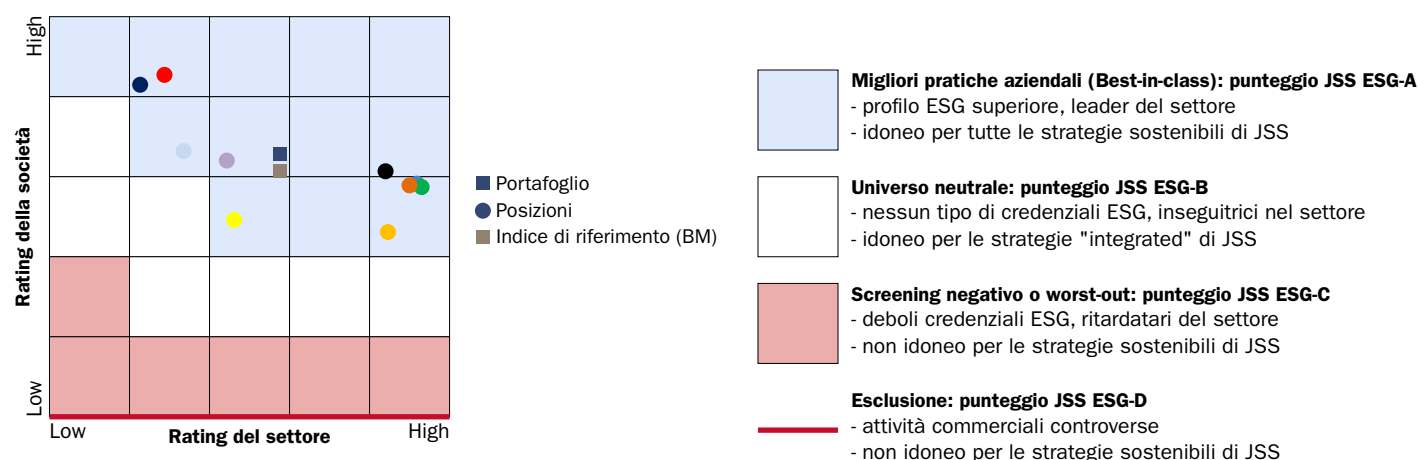 High
Rating della società
Low
Low
Rating del settore
High
Portafoglio
Posizioni
Indice di riferimento (BM)
Migliori pratiche aziendali (Best-in-class): punteggio JSS ESG-A
- profilo ESG superiore, leader del settore
- idoneo per tutte le strategie sostenibili di JSS
Universo neutrale: punteggio JSS ESG-B
- nessun tipo di credenziali ESG, inseguitrici nel settore
- idoneo per le strategie "integrated" di JSS
Screening negativo o worst-out: punteggio JSS ESG-C
- deboli credenziali ESG, ritardatari del settore
- non idoneo per le strategie sostenibili di JSS
Esclusione: punteggio JSS ESG-D
- attività commerciali controverse
- non idoneo per le strategie sostenibili di JSS